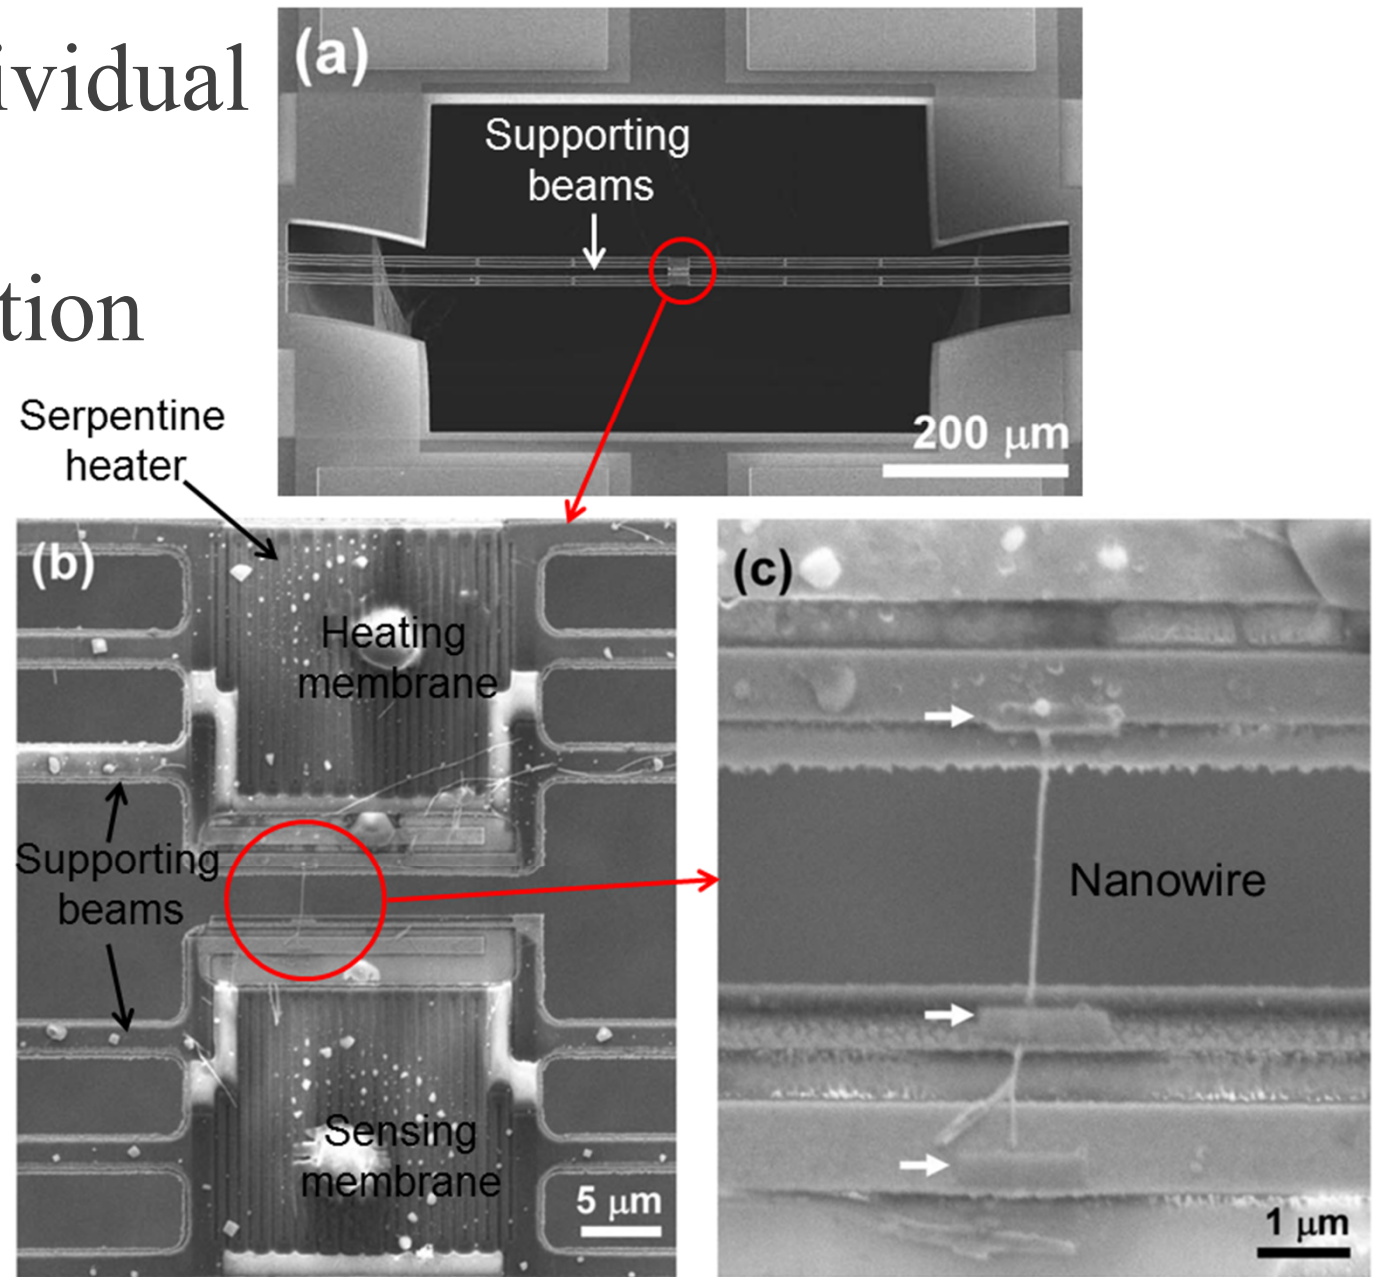 ividual
tion
(a)
Supporting
beams
200 μm
Serpentine
heater
(b)
Heating
membrane
Supporting
beams
Sensing
membrane
5 μm
(c)
Nanowire
1 μm